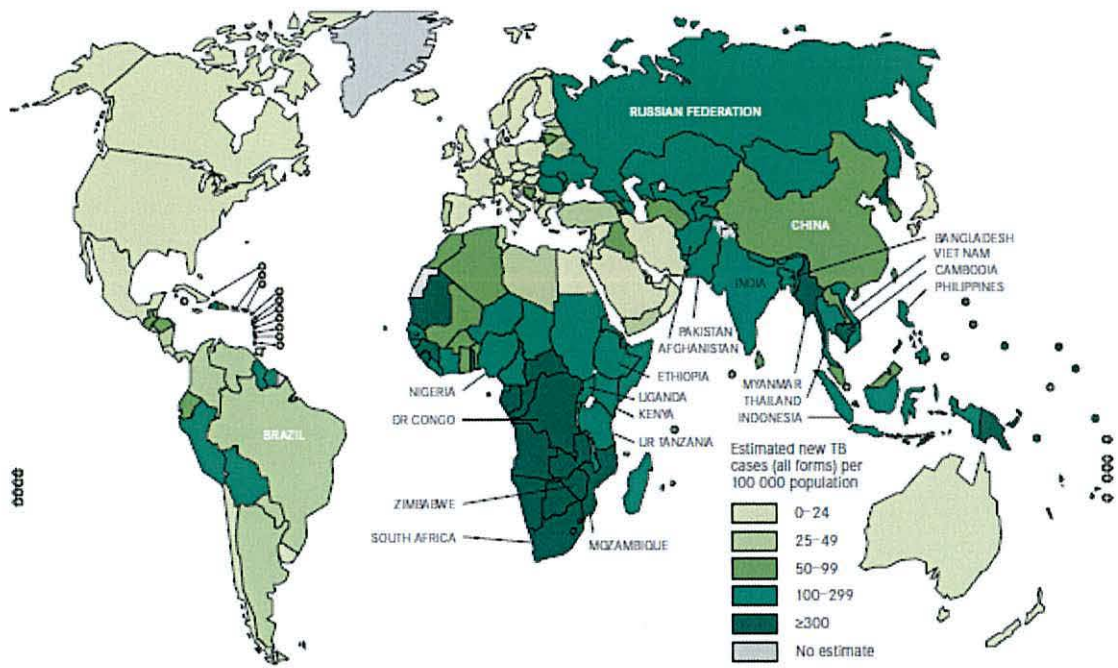 RUSSIAN FEDERATION
CHINA
BANGLADESH
VIET NAM
CAMBODIA
PHILIPPINES
INDIA
PAKISTAN
AFGHANISTAN
ETHIOPIA
NIGERIA
UGANDA
MYANMAR
THAILAND
INDONESIA
DR CONGO
KENYA
BRAZIL
UR TANZANIA
Estimated new TB
cases (all forms) per
100 000 population
ZIMBABWE
SOUTH AFRICA
MOZAMBIQUE
0–24
25–49
50–99
100–299
≥300
No estimate